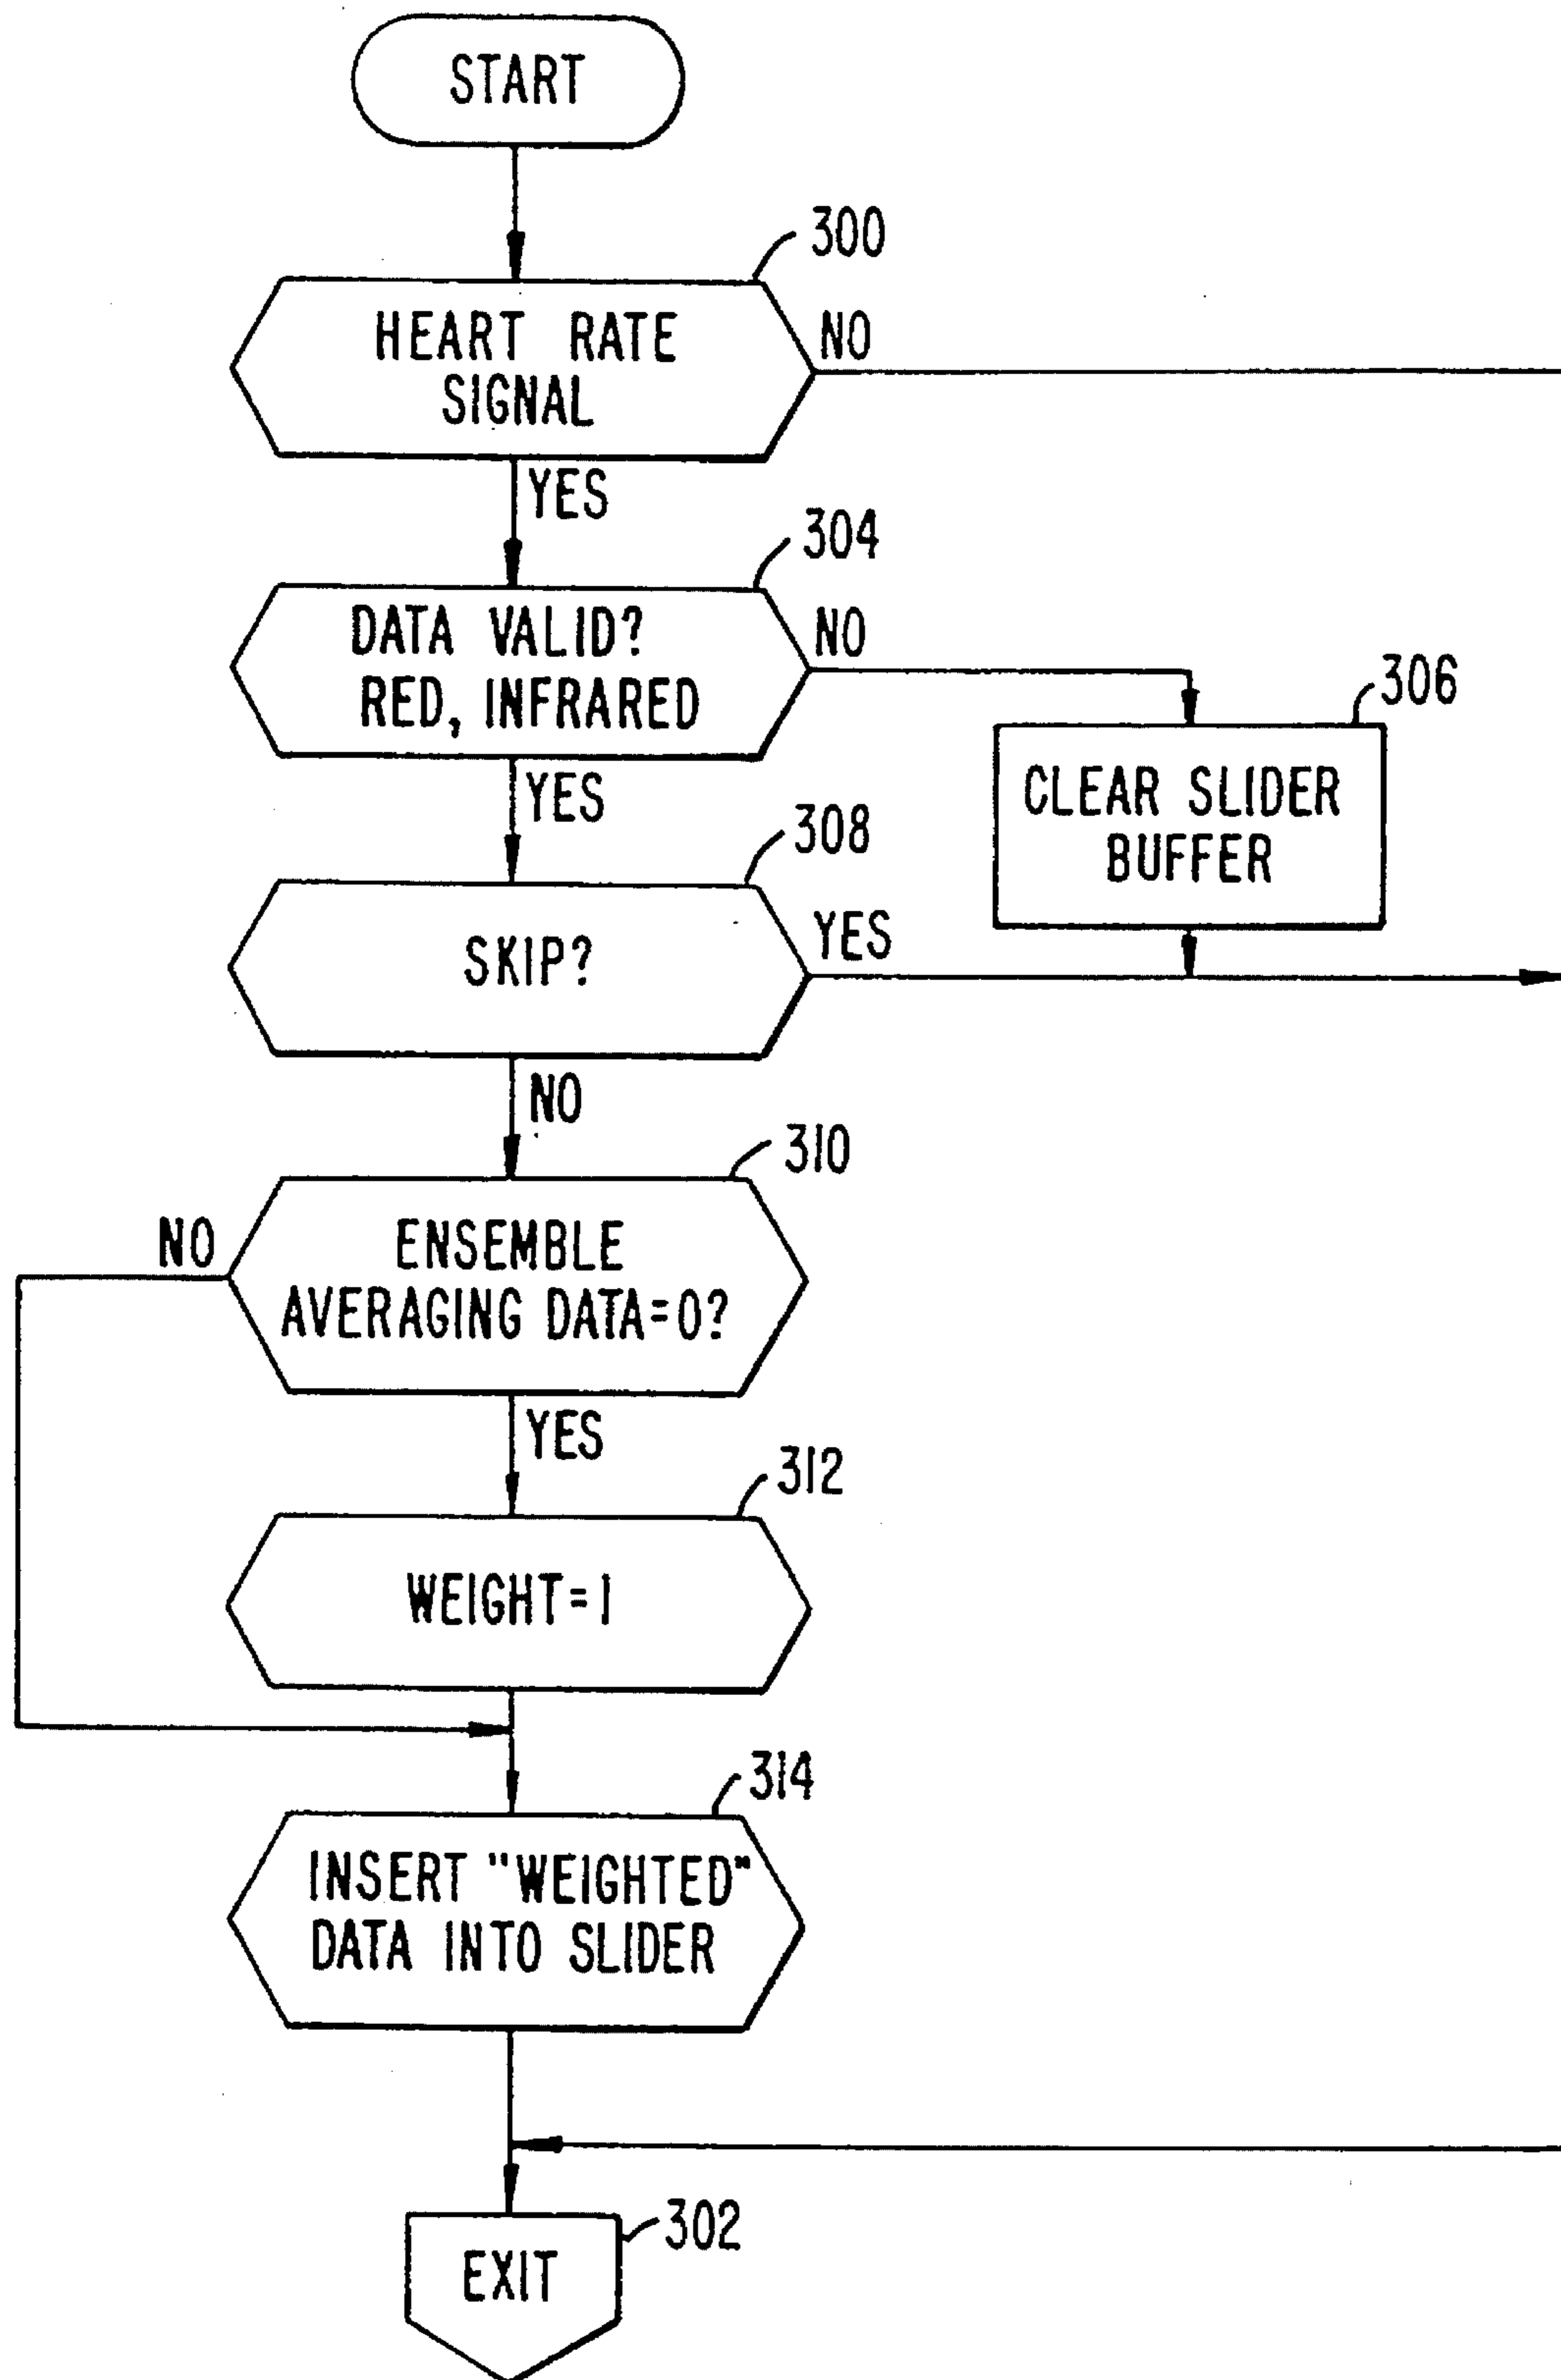 START
300
HEART RATE
SIGNAL
NO
YES
304
DATA VALID?
RED, INFRARED
NO
306
CLEAR SLIDER
BUFFER
YES
308
SKIP?
YES
NO
310
ENSEMBLE
AVERAGING DATA=0?
NO
YES
312
WEIGHT=1
314
INSERT "WEIGHTED"
DATA INTO SLIDER
302
EXIT